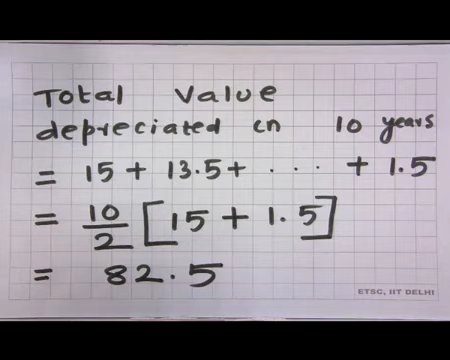 Total Value
depreciated in 10 years
= 15 + 13.5 + . . . + 1.5
= 10/2 [15 + 1.5]
= 82.5
ETSC, IIT DELHI